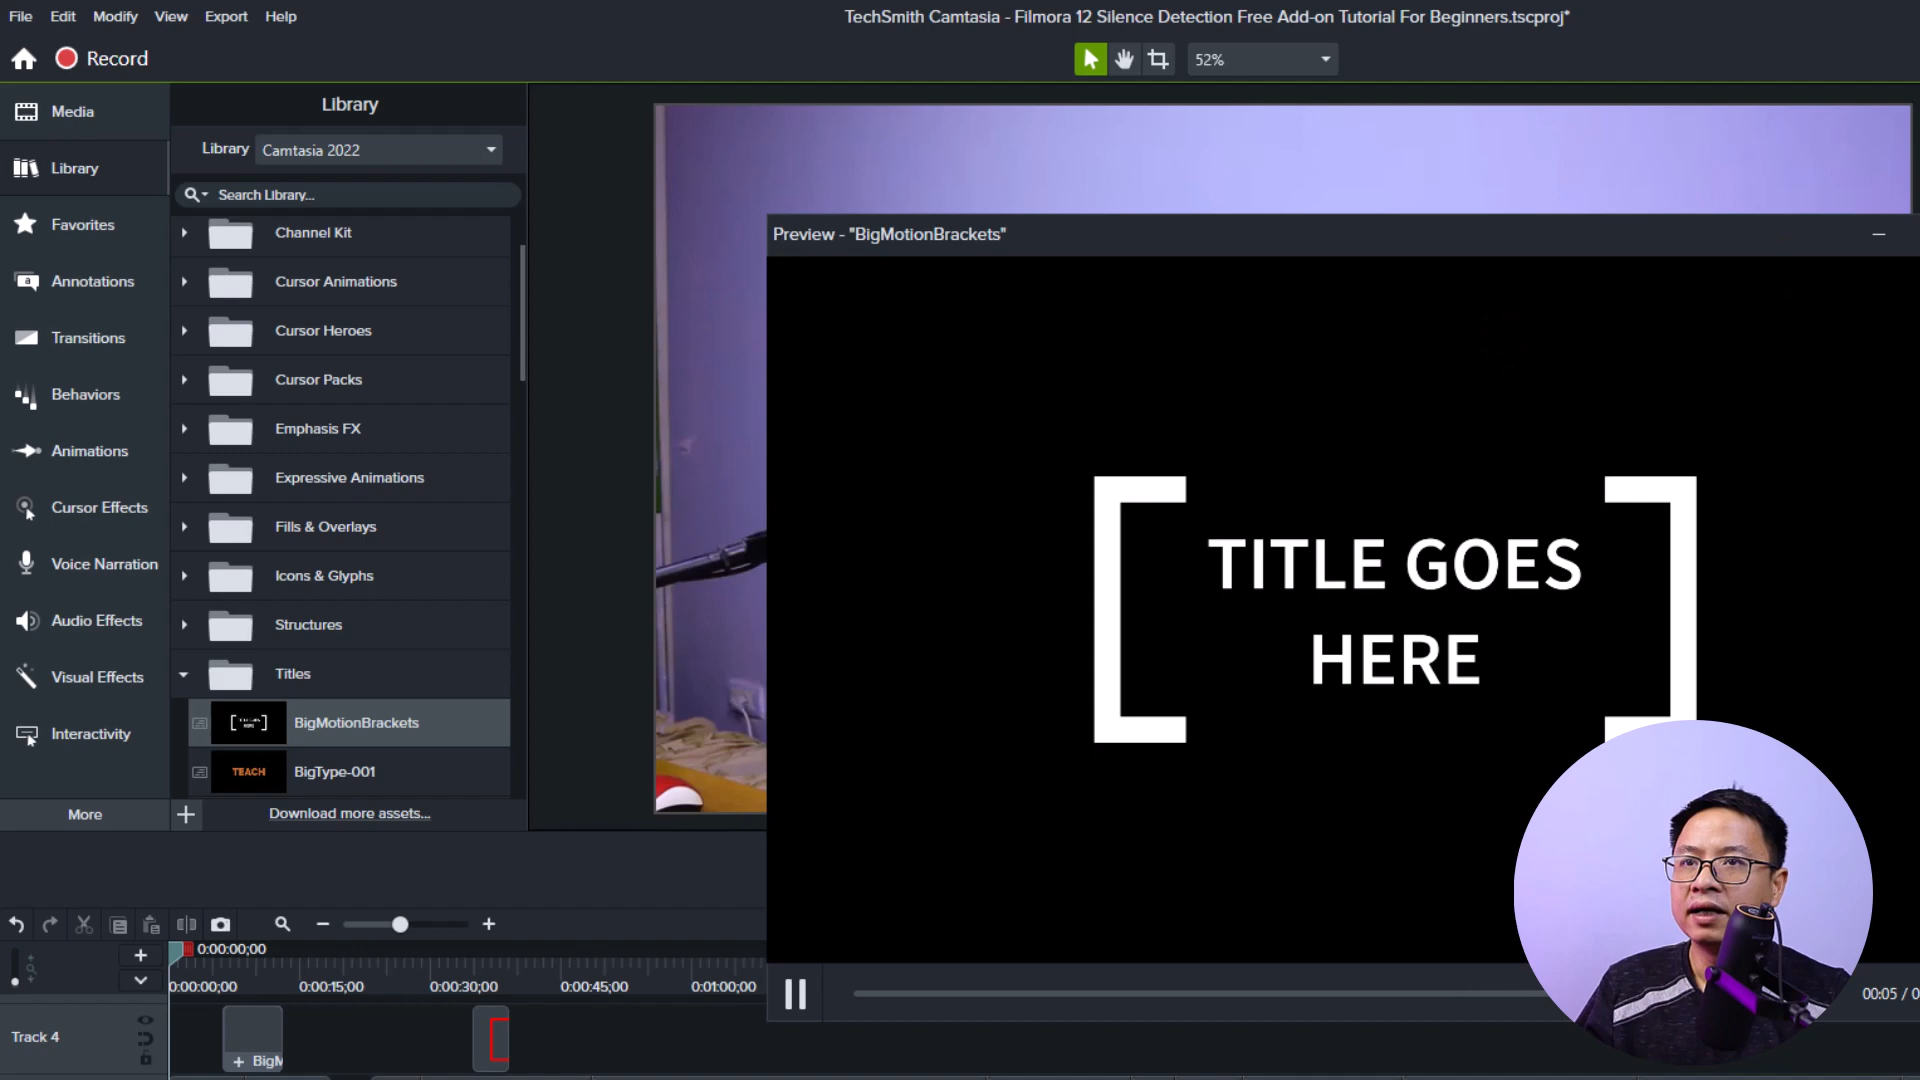 File Edit Modify View Export Help
TechSmith Camtasia - Filmora 12 Silence Detection Free Add-on Tutorial For Beginners.tscproj*
Record
52%
Media
Library
Favorites
Annotations
Transitions
Behaviors
Animations
Cursor Effects
Voice Narration
Audio Effects
Visual Effects
Interactivity
More
Library
Library Camtasia 2022
Search Library...
Channel Kit
Cursor Animations
Cursor Heroes
Cursor Packs
Emphasis FX
Expressive Animations
Fills & Overlays
Icons & Glyphs
Structures
Titles
BigMotionBrackets
TEACH BigType-001
Download more assets...
Preview - "BigMotionBrackets"
TITLE GOES
HERE
00:05 / 0
0:00:00;00
0:00:00;00 0:00:15;00 0:00:30;00 0:00:45;00 0:01:00;00
Track 4
+ BigM